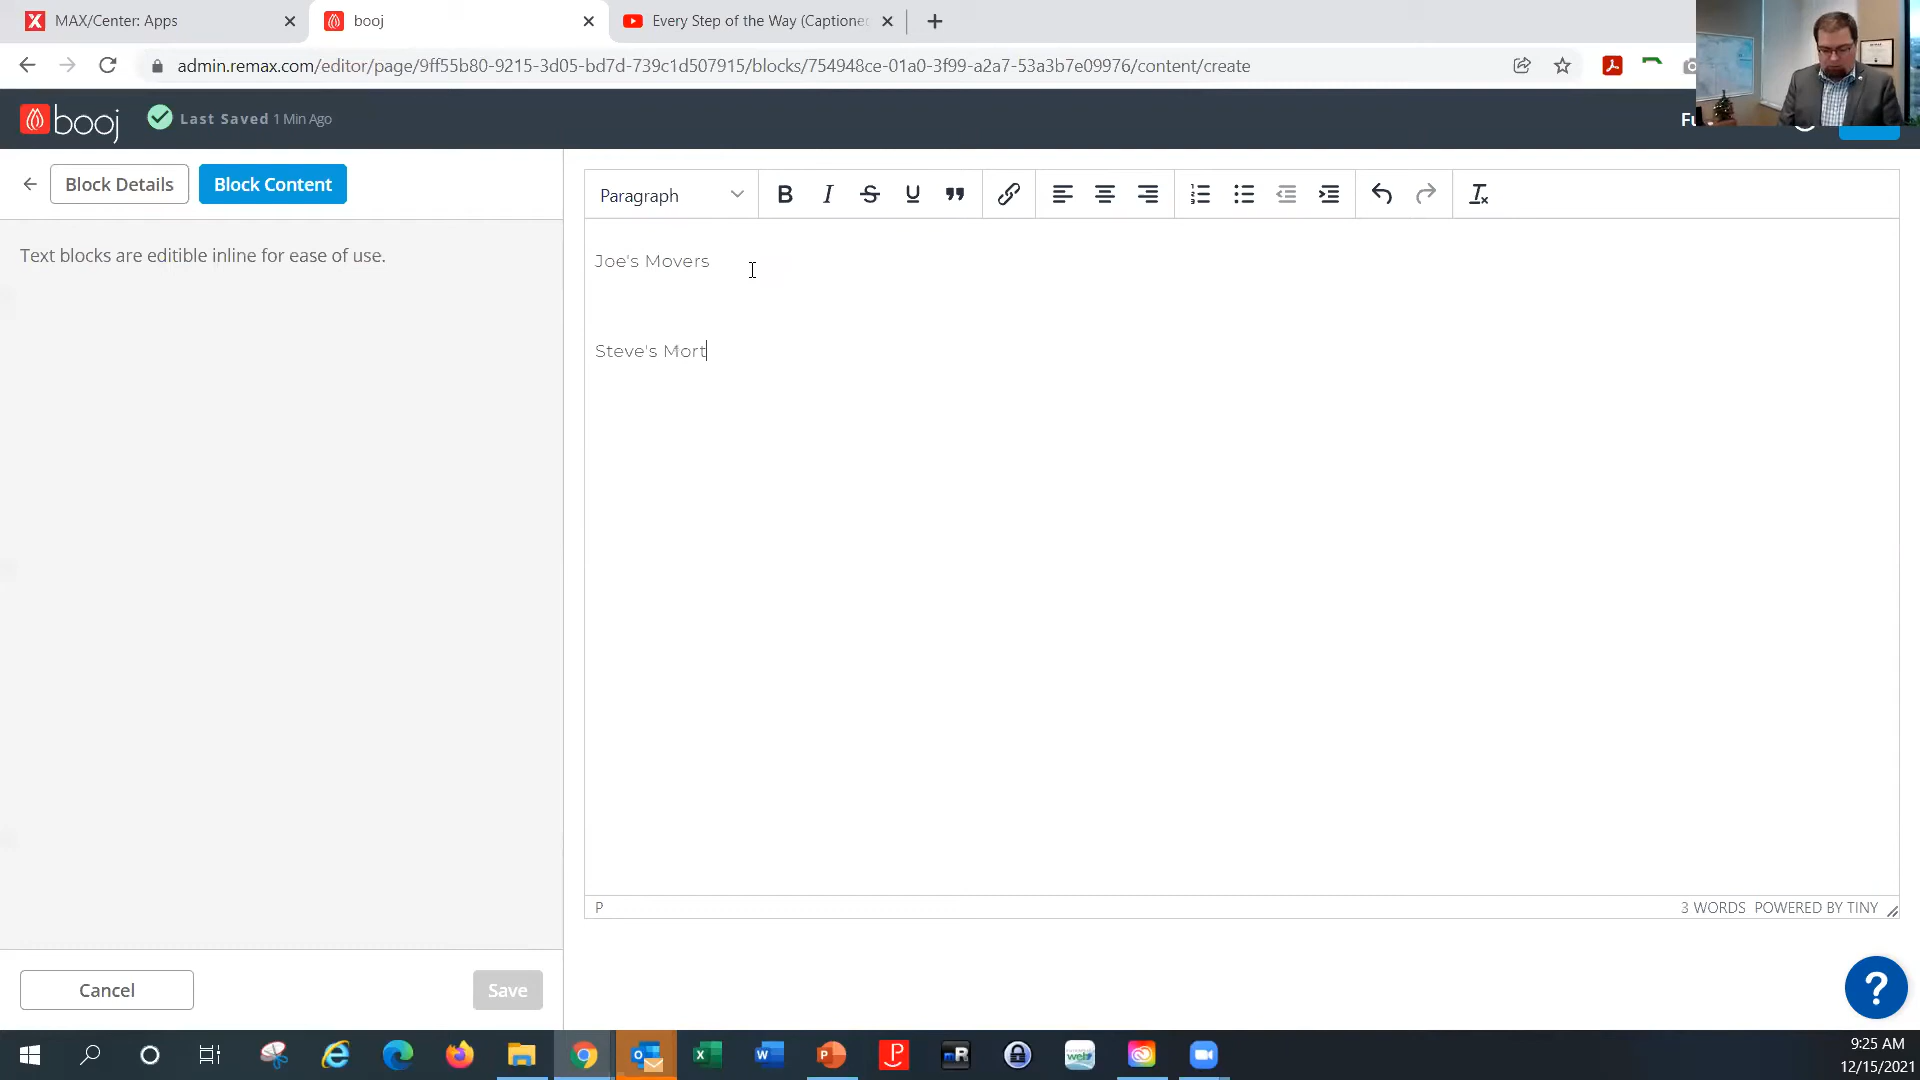 MAX/Center: Apps
booj
Every Step of the Way (Captione
admin.remax.com/editor/page/9ff55b80-9215-3d05-bd7d-739c1d507915/blocks/754948ce-01a0-3f99-a2a7-53a3b7e09976/content/create
booj
Last Saved 1 Min Ago
Block Details
Block Content
Paragraph
Text blocks are editible inline for ease of use.
Joe's Movers
Steve's Mort
P
3 WORDS POWERED BY TINY
Cancel
Save
?
9:25 AM
12/15/2021